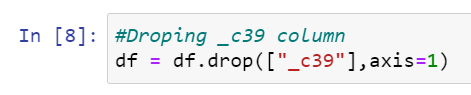 In [8]: #Droping _c39 column
df = df.drop(["_c39"],axis=1)